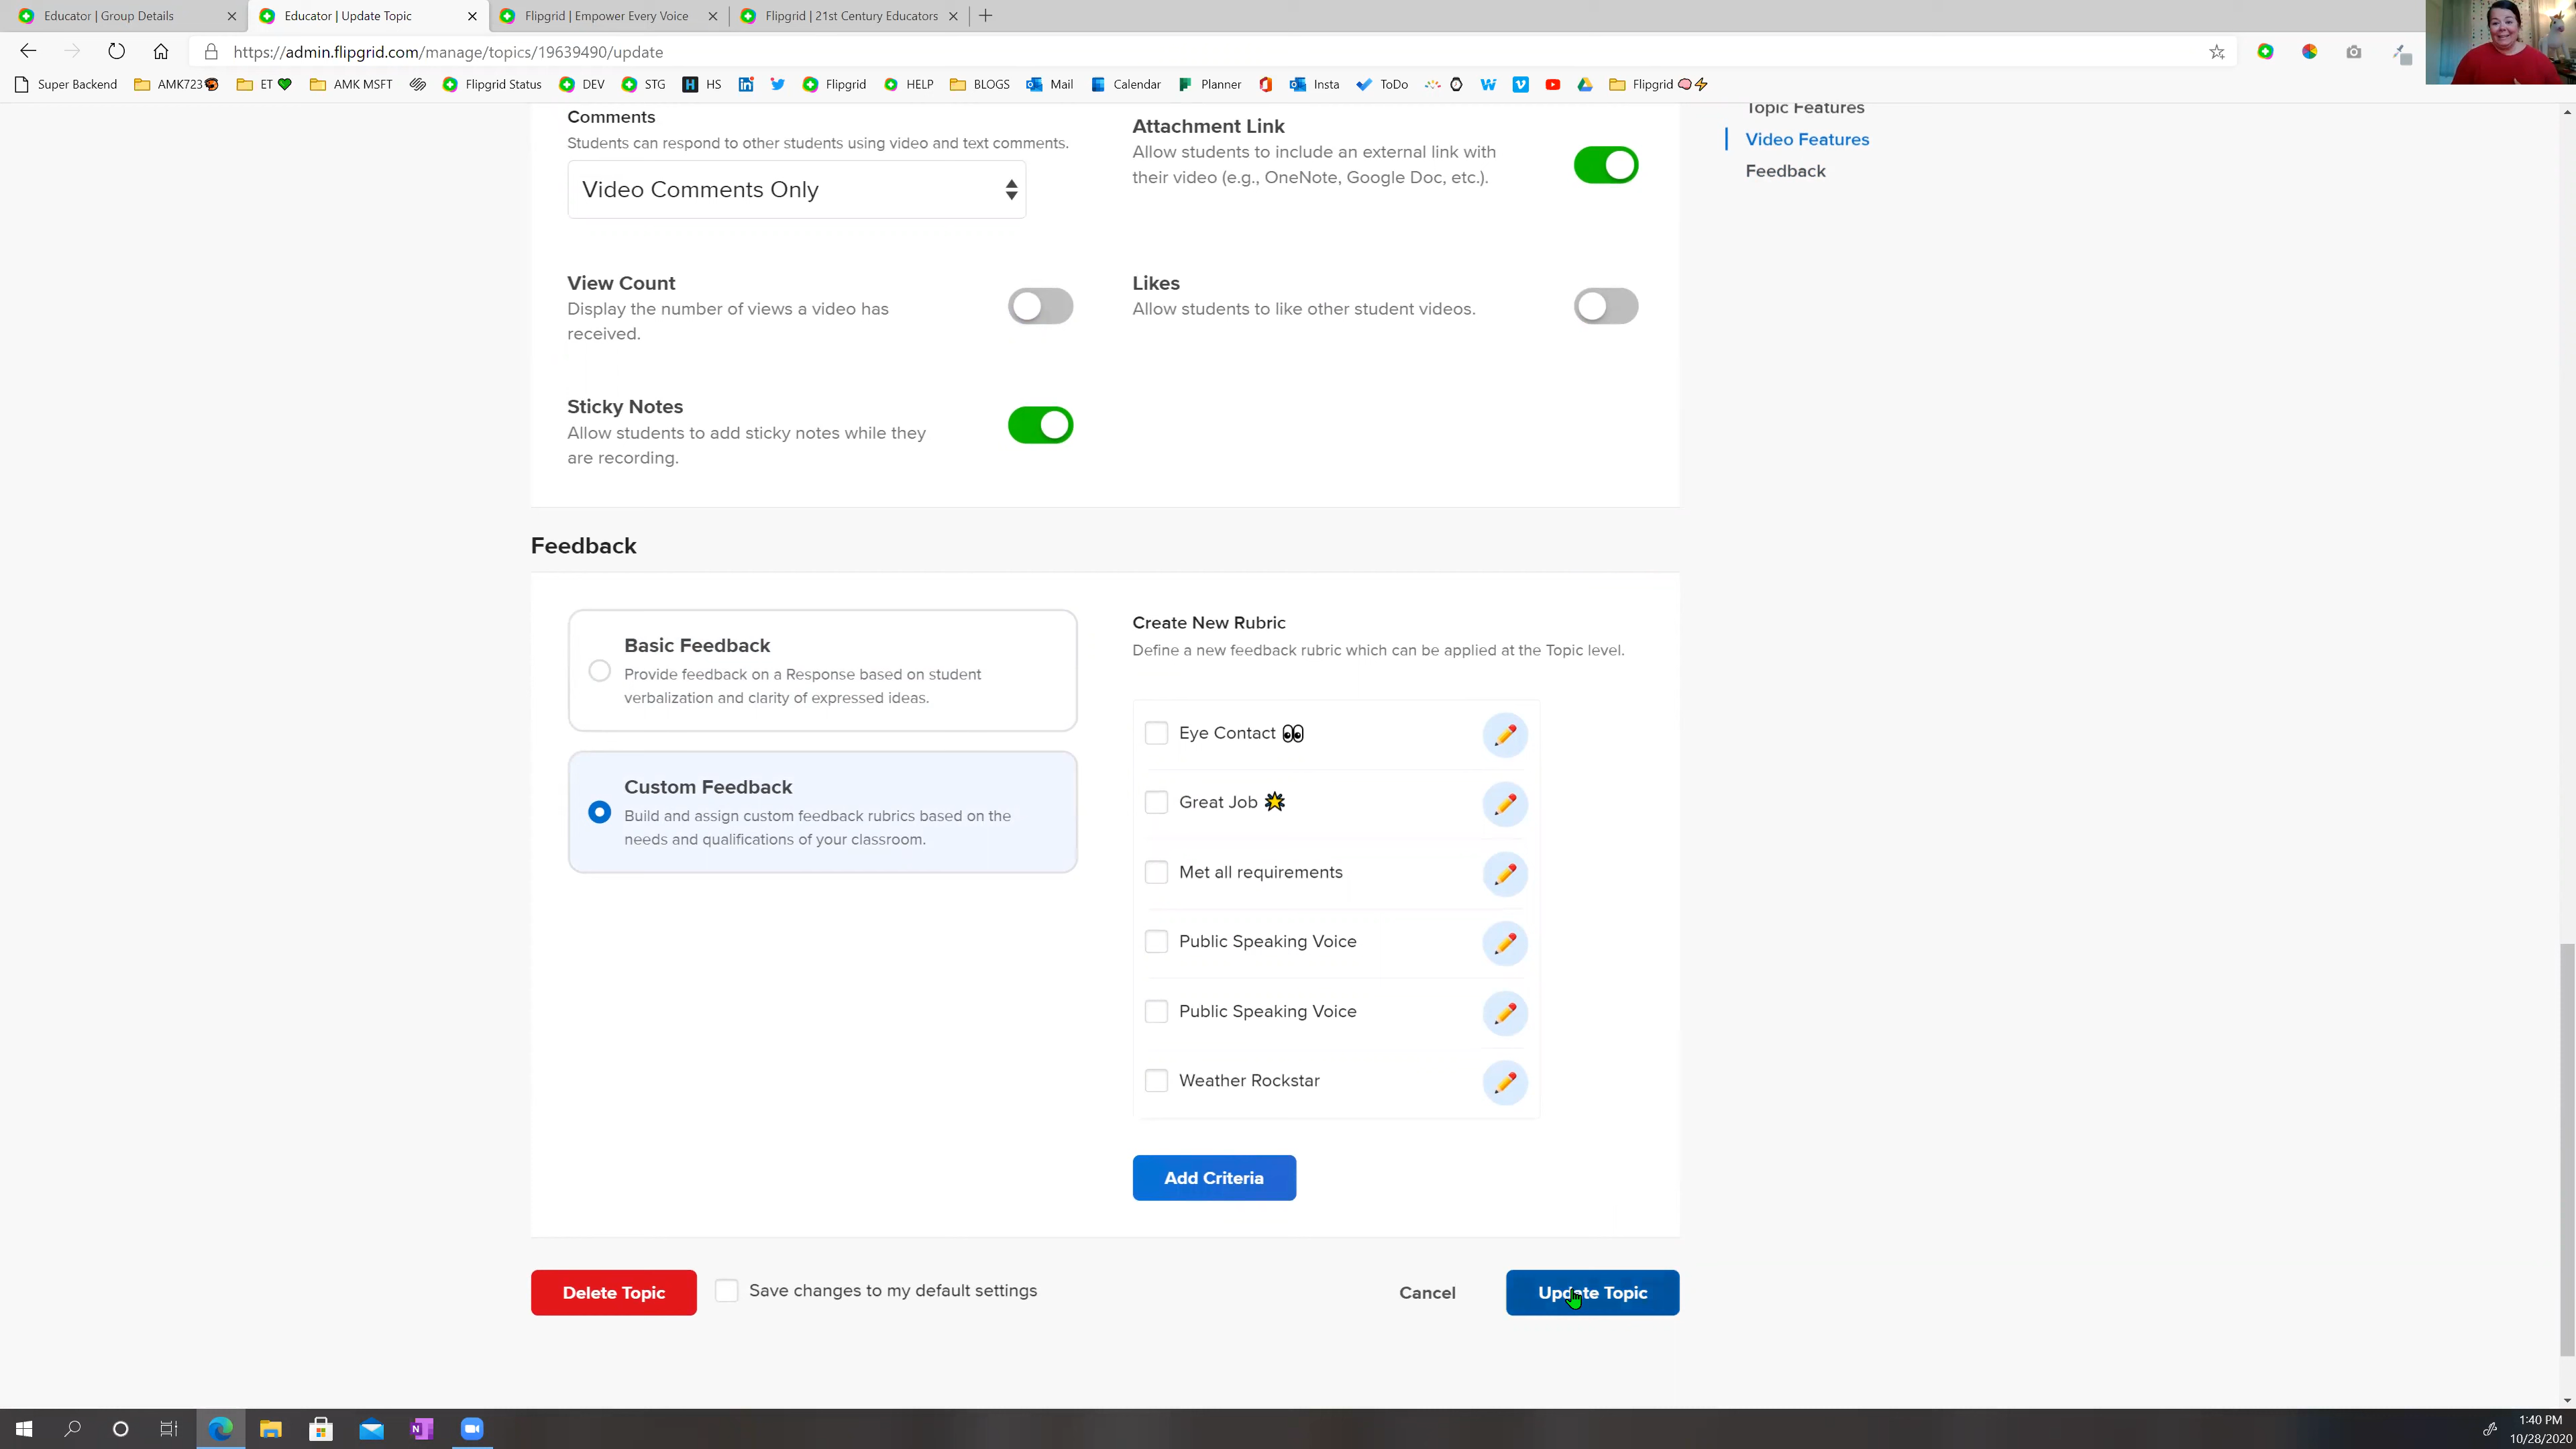 Educator | Group Details
Educator | Update Topic
Flipgrid | Empower Every Voice
Flipgrid | 21st Century Educators
https://admin.flipgrid.com/manage/topics/19639490/update
Super Backend
AMK723
ET
AMK MSFT
Flipgrid Status
DEV
STG
HS
Flipgrid
HELP
BLOGS
Mail
Calendar
Planner
Insta
ToDo
Flipgrid
Topic Features
Video Features
Feedback
Comments
Students can respond to other students using video and text comments.
Video Comments Only
Attachment Link
Allow students to include an external link with
their video (e.g., OneNote, Google Doc, etc.).
View Count
Display the number of views a video has
received.
Likes
Allow students to like other student videos.
Sticky Notes
Allow students to add sticky notes while they
are recording.
Feedback
Basic Feedback
Provide feedback on a Response based on student
verbalization and clarity of expressed ideas.
Custom Feedback
Build and assign custom feedback rubrics based on the
needs and qualifications of your classroom.
Create New Rubric
Define a new feedback rubric which can be applied at the Topic level.
Eye Contact 👀
Great Job 🌟
Met all requirements
Public Speaking Voice
Public Speaking Voice
Weather Rockstar
Add Criteria
Delete Topic
Save changes to my default settings
Cancel
Update Topic
1:40 PM
10/28/2020